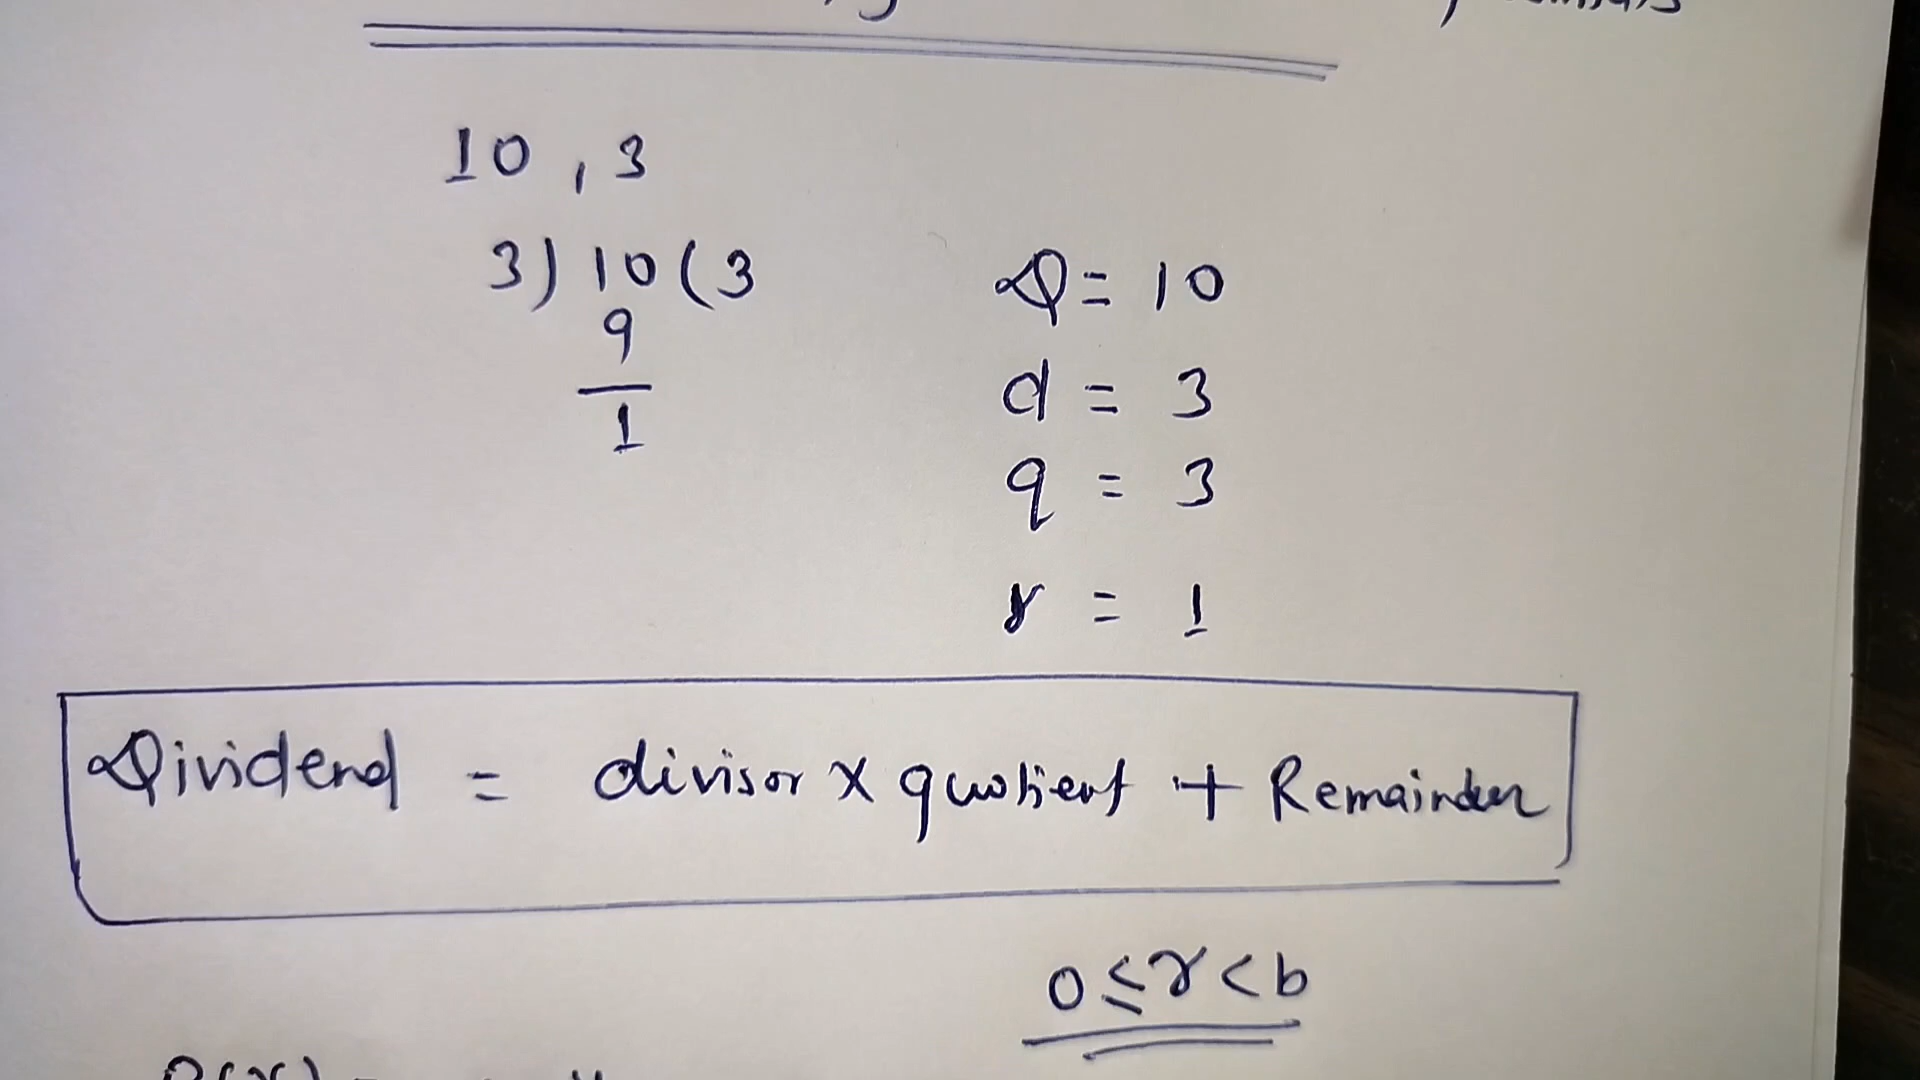 10 , 3
3) 10 (3
9
1
D = 10
d = 3
q = 3
r = 1
Dividend = divisor x quotient + Remainder
0 ≤ r < b